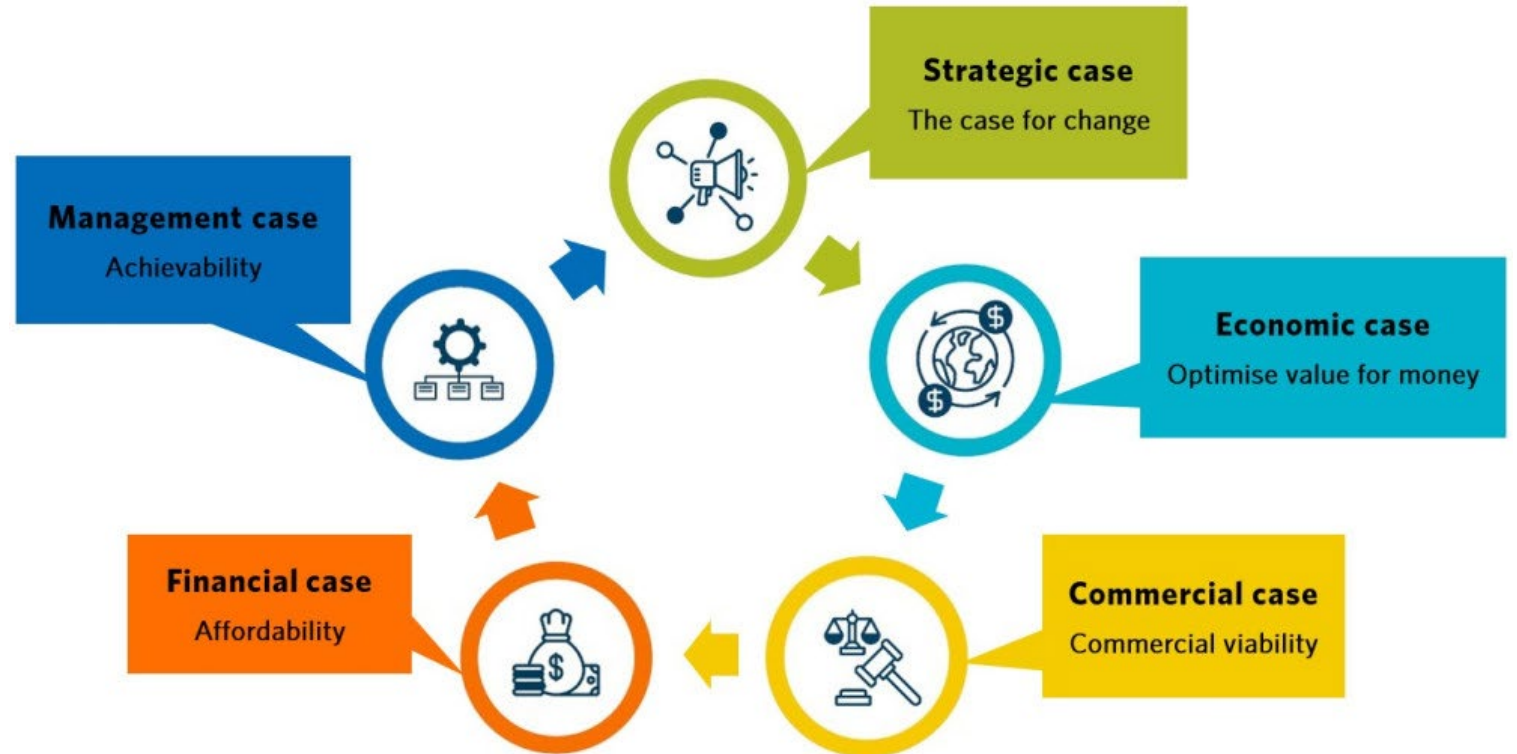 Strategic case
The case for change
Economic case
Optimise value for money
Commercial case
Commercial viability
Financial case
Affordability
Management case
Achievability
$
$
$